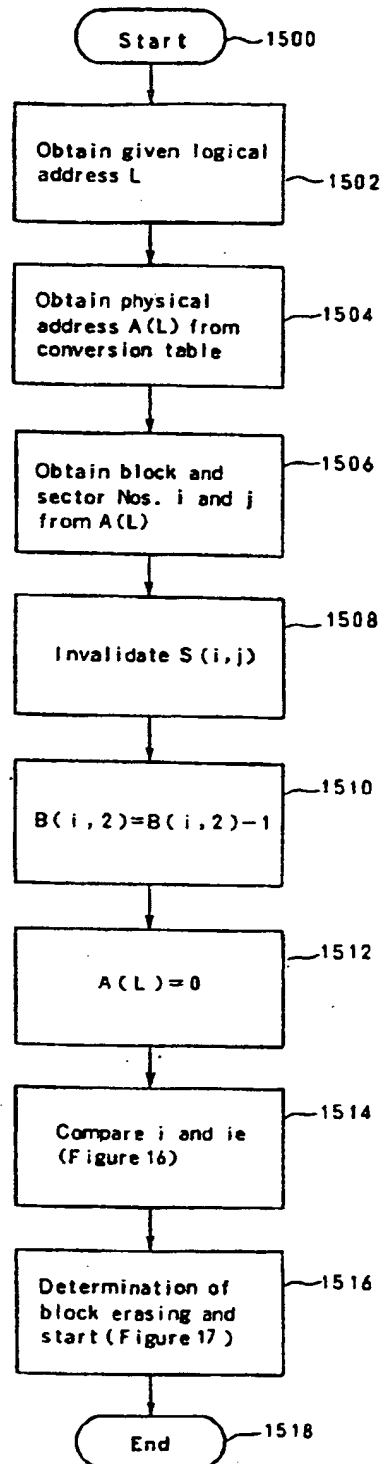 Start
1500
Obtain given logical
address L
1502
Obtain physical
address A(L) from
conversion table
1504
Obtain block and
sector Nos. i and j
from A(L)
1506
Invalidate S(i,j)
1508
B(i,2)=B(i,2)-1
1510
A(L)=0
1512
Compare i and ie
(Figure 16)
1514
Determination of
block erasing and
start (Figure 17)
1516
End
1518